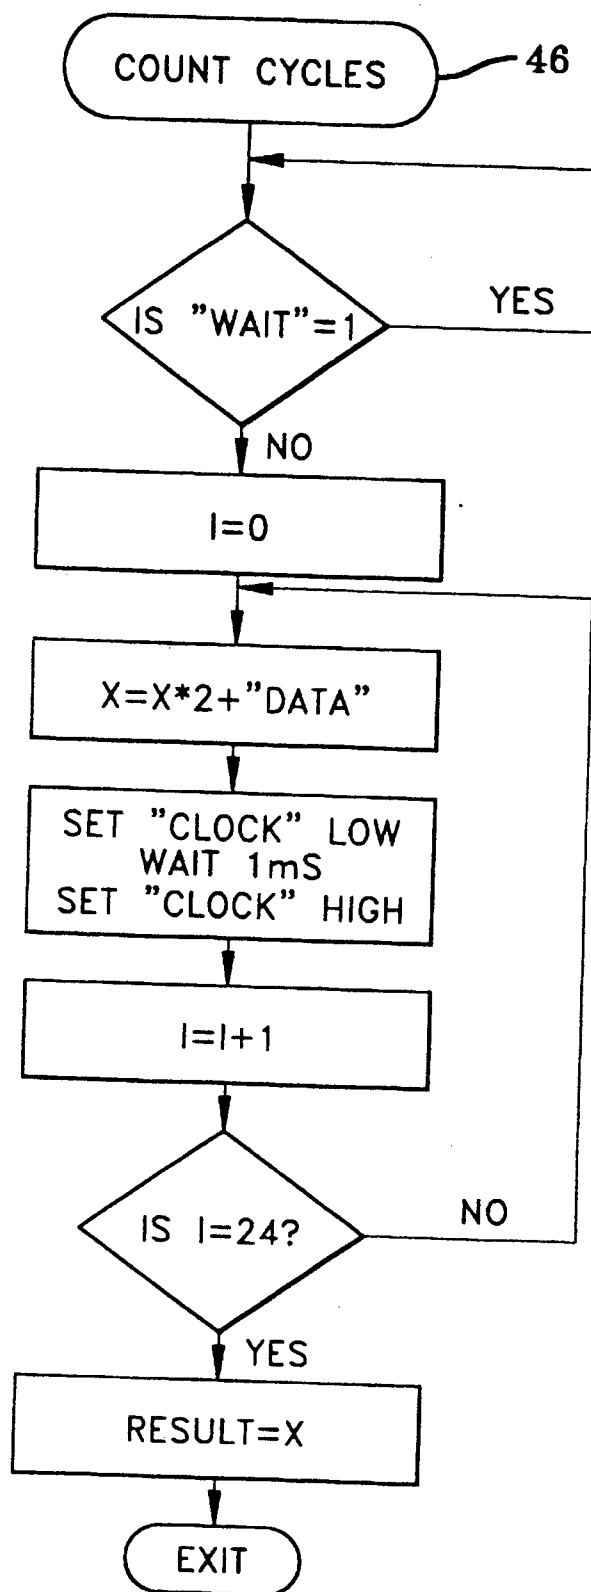 COUNT CYCLES
46
IS "WAIT"=1
YES
NO
I=0
X=X*2+"DATA"
SET "CLOCK" LOW
WAIT 1mS
SET "CLOCK" HIGH
I=I+1
IS I=24?
NO
YES
RESULT=X
EXIT